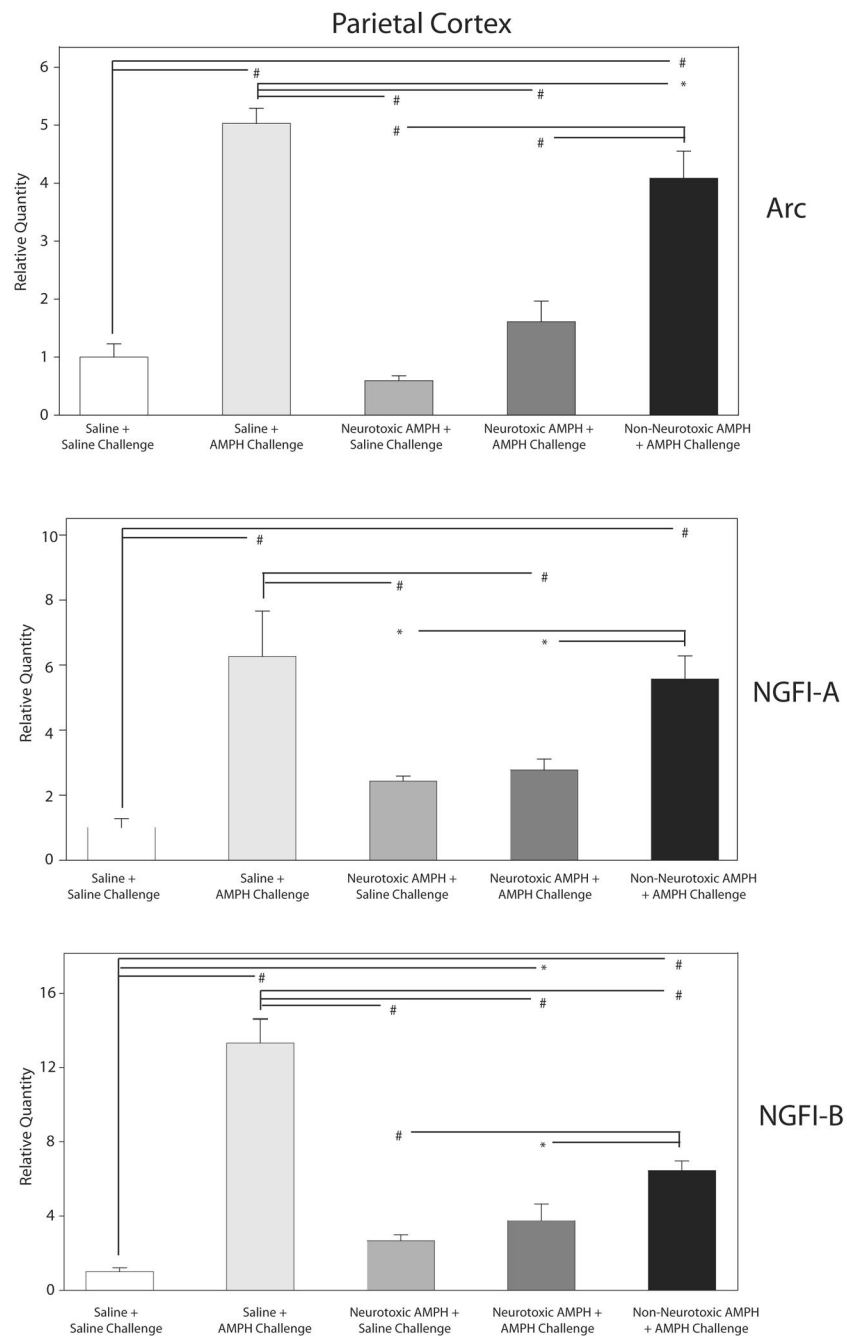 Parietal Cortex
6
5
4
3
2
1
0
Relative Quantity
#
#
*
#
#
#
#
Arc
Saline +
Saline Challenge
Saline +
AMPH Challenge
Neurotoxic AMPH +
Saline Challenge
Neurotoxic AMPH +
AMPH Challenge
Non-Neurotoxic AMPH
+ AMPH Challenge
10
8
6
4
2
0
Relative Quantity
#
#
#
#
*
*
NGFI-A
Saline +
Saline Challenge
Saline +
AMPH Challenge
Neurotoxic AMPH +
Saline Challenge
Neurotoxic AMPH +
AMPH Challenge
Non-Neurotoxic AMPH
+ AMPH Challenge
16
12
8
4
0
Relative Quantity
#
*
#
#
#
#
#
*
NGFI-B
Saline +
Saline Challenge
Saline +
AMPH Challenge
Neurotoxic AMPH +
Saline Challenge
Neurotoxic AMPH +
AMPH Challenge
Non-Neurotoxic AMPH
+ AMPH Challenge